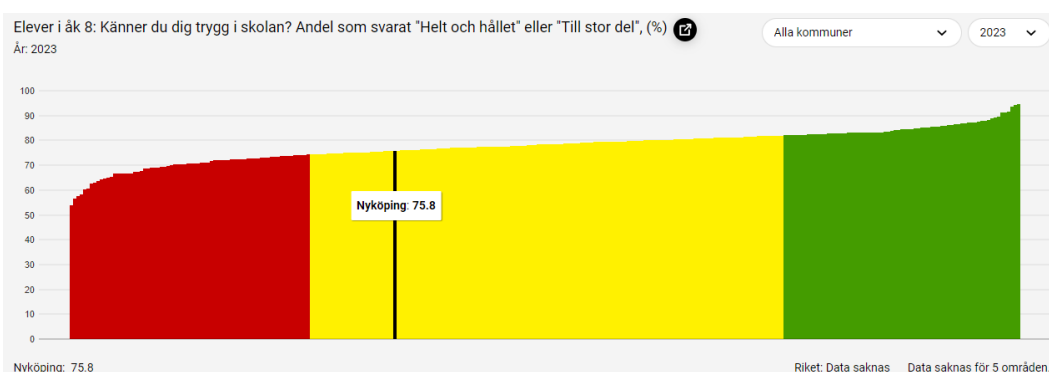 Elever i åk 8: Känner du dig trygg i skolan? Andel som svarat "Helt och hållet" eller "Till stor del", (%)
År: 2023
Alla kommuner
2023
100
90
80
70
60
50
40
30
20
10
0
Nyköping: 75.8
Nyköping: 75.8
Riket: Data saknas
Data saknas för 5 områden.